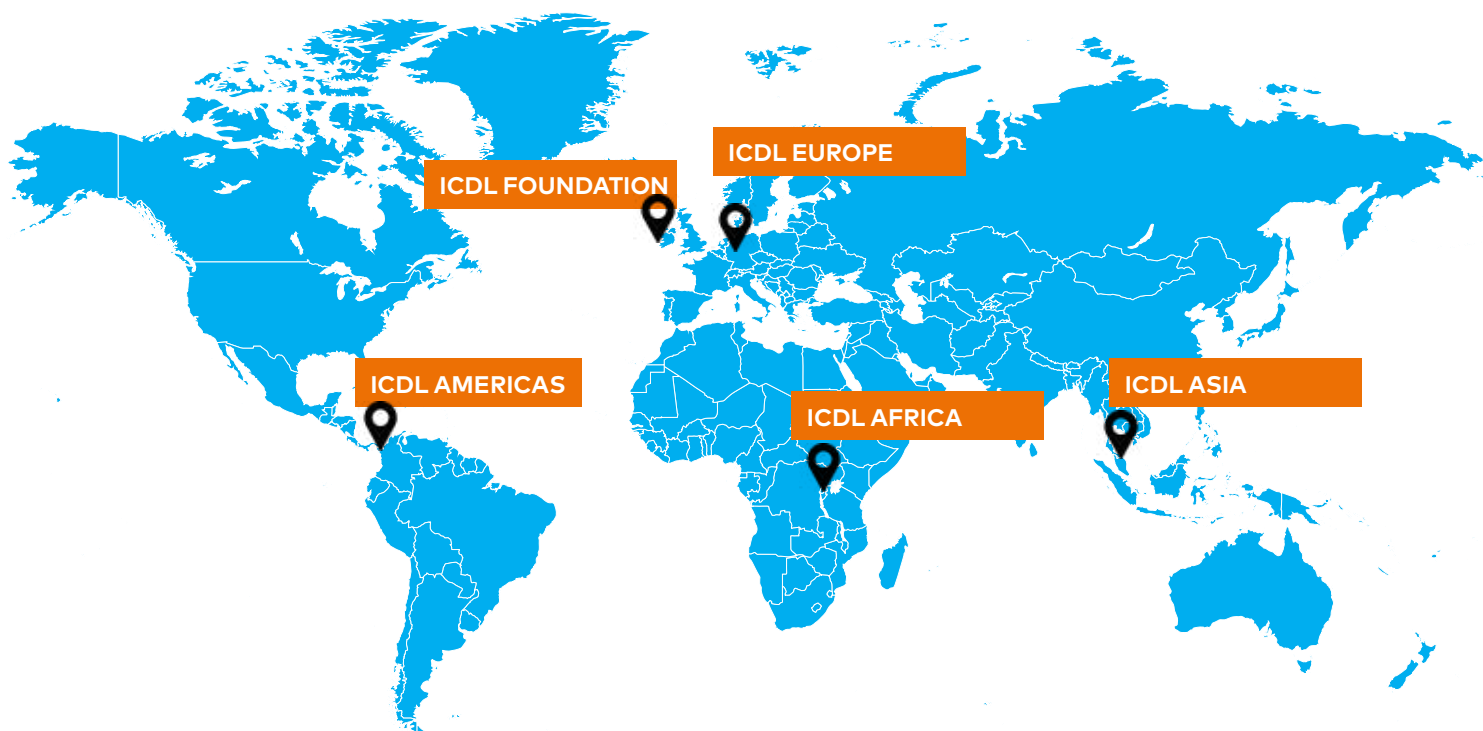 ICDL EUROPE
ICDL FOUNDATION
ICDL AMERICAS
ICDL ASIA
ICDL AFRICA